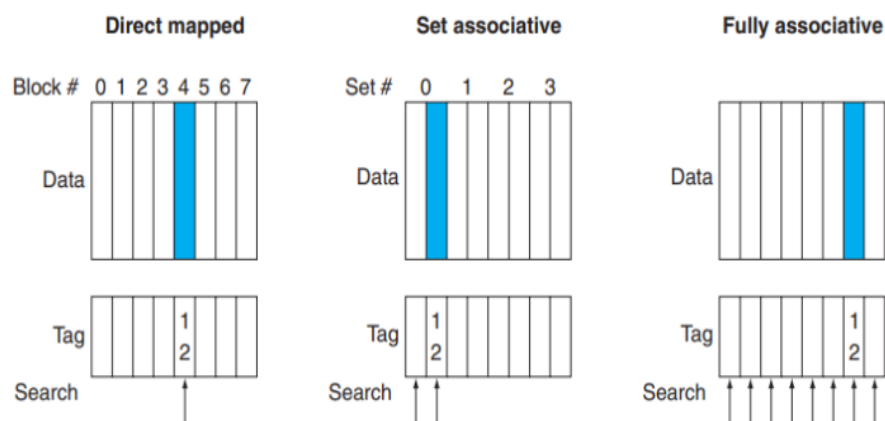 Direct mapped
Set associative
Fully associative
Block # 0 1 2 3 4 5 6 7
Set # 0 1 2 3
Data
Data
Data
Tag
1
2
Tag
1
2
Tag
1
2
Search
Search
Search